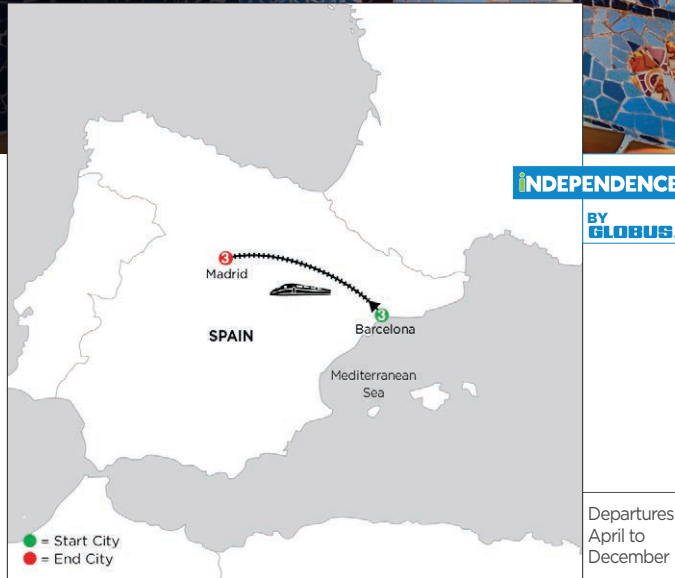 iNDEPENDENCE
BY
GLOBUS.
3
Madrid
3
Barcelona
SPAIN
Mediterranean
Sea
= Start City
= End City
Departures
April to
December